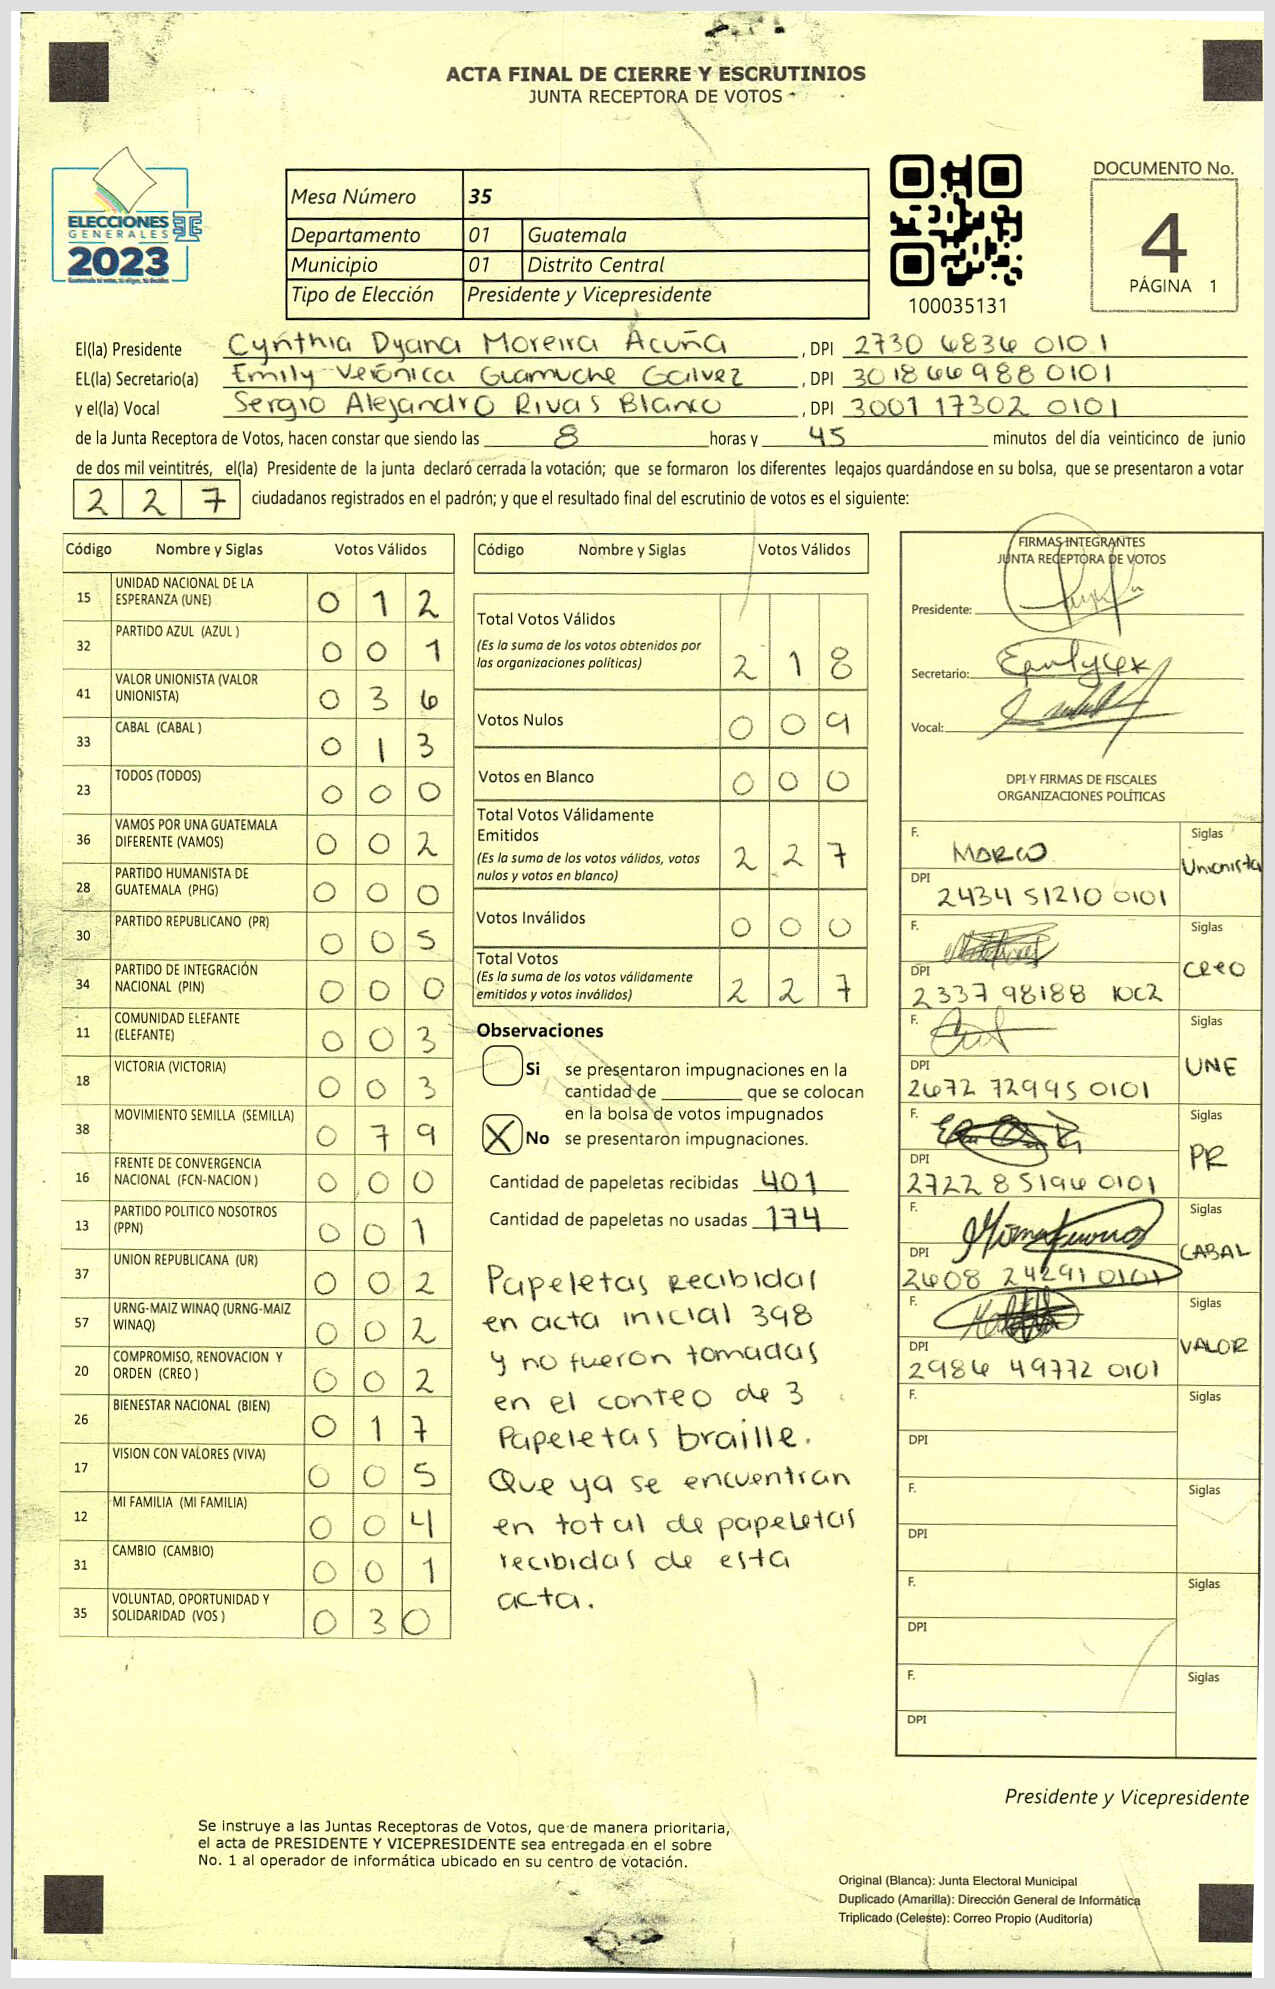 ACTA FINAL DE CIERRE Y ESCRUTINIOS
JUNTA RECEPTORA DE VOTOS
ELECCIONES
GENERALES
2023
Mesa Número 35
Departamento 01 Guatemala
Municipio 01 Distrito Central
Tipo de Elección Presidente y Vicepresidente
100035131
DOCUMENTO No.
4
PÁGINA 1
El(la) Presidente Cynthia Dyana Moreira Acuña, DPI 2730 6836 0101
EL(la) Secretario(a) Emily Verónica Guamuche Galvez, DPI 3018669880101
y el(la) Vocal Sergio Alejandro Rivas Blanco, DPI 3001 17302 0101
de la Junta Receptora de Votos, hacen constar que siendo las 8 horas y 45 minutos del día veinticinco de junio
de dos mil veintitrés, el(la) Presidente de la junta declaró cerrada la votación; que se formaron los diferentes legajos quardándose en su bolsa, que se presentaron a votar
2 2 7 ciudadanos registrados en el padrón; y que el resultado final del escrutinio de votos es el siguiente:
Código Nombre y Siglas Votos Válidos
15 UNIDAD NACIONAL DE LA
ESPERANZA (UNE) 0 1 2
32 PARTIDO AZUL (AZUL ) 0 0 1
41 VALOR UNIONISTA (VALOR
UNIONISTA) 0 3 6
33 CABAL (CABAL ) 0 1 3
23 TODOS (TODOS) 0 0 0
36 VAMOS POR UNA GUATEMALA
DIFERENTE (VAMOS) 0 0 2
28 PARTIDO HUMANISTA DE
GUATEMALA (PHG) 0 0 0
30 PARTIDO REPUBLICANO (PR) 0 0 5
34 PARTIDO DE INTEGRACIÓN
NACIONAL (PIN) 0 0 0
11 COMUNIDAD ELEFANTE
(ELEFANTE) 0 0 3
18 VICTORIA (VICTORIA) 0 0 3
38 MOVIMIENTO SEMILLA (SEMILLA) 0 7 9
16 FRENTE DE CONVERGENCIA
NACIONAL (FCN-NACION ) 0 0 0
13 PARTIDO POLITICO NOSOTROS
(PPN) 0 0 1
37 UNION REPUBLICANA (UR) 0 0 2
57 URNG-MAIZ WINAQ (URNG-MAIZ
WINAQ) 0 0 2
20 COMPROMISO, RENOVACION Y
ORDEN (CREO ) 0 0 2
26 BIENESTAR NACIONAL (BIEN) 0 1 7
17 VISION CON VALORES (VIVA) 0 0 5
12 MI FAMILIA (MI FAMILIA) 0 0 4
31 CAMBIO (CAMBIO) 0 0 1
35 VOLUNTAD, OPORTUNIDAD Y
SOLIDARIDAD (VOS ) 0 3 0
Código Nombre y Siglas Votos Válidos
Total Votos Válidos
(Es la suma de los votos obtenidos por
las organizaciones políticas) 2 1 8
Votos Nulos 0 0 9
Votos en Blanco 0 0 0
Total Votos Válidamente
Emitidos
(Es la suma de los votos válidos, votos
nulos y votos en blanco) 2 2 7
Votos Inválidos 0 0 0
Total Votos
(Es la suma de los votos válidamente
emitidos y votos inválidos) 2 2 7
Observaciones
Si se presentaron impugnaciones en la
cantidad de ________ que se colocan
en la bolsa de votos impugnados
X No se presentaron impugnaciones.
Cantidad de papeletas recibidas 401
Cantidad de papeletas no usadas 174
Papeletas recibidas
en acta inicial 398
y no fueron tomadas
en el conteo de 3
Papeletas braille.
Que ya se encuentran
en total de papeletas
recibidas de esta
acta.
FIRMAS INTEGRANTES
JUNTA RECEPTORA DE VOTOS
Presidente:
Secretario:
Vocal:
DPI Y FIRMAS DE FISCALES
ORGANIZACIONES POLÍTICAS
F. Marco Siglas
Unionista
DPI
2434 51210 0101
F. Siglas
Creo
DPI
2337 98188
F. Siglas
UNE
DPI
2672 72995 0101
F. Siglas
PR
DPI
2722 85196 0101
F. Siglas
CABAL
DPI
2608 24291 0101
F. Siglas
VALOR
DPI
2986 49772 0101
F. Siglas
DPI
F. Siglas
DPI
F. Siglas
DPI
F. Siglas
DPI
Presidente y Vicepresidente
Se instruye a las Juntas Receptoras de Votos, que de manera prioritaria,
el acta de PRESIDENTE Y VICEPRESIDENTE sea entregada en el sobre
No. 1 al operador de informática ubicado en su centro de votación.
Original (Blanca): Junta Electoral Municipal
Duplicado (Amarilla): Dirección General de Informática
Triplicado (Celeste): Correo Propio (Auditoría)